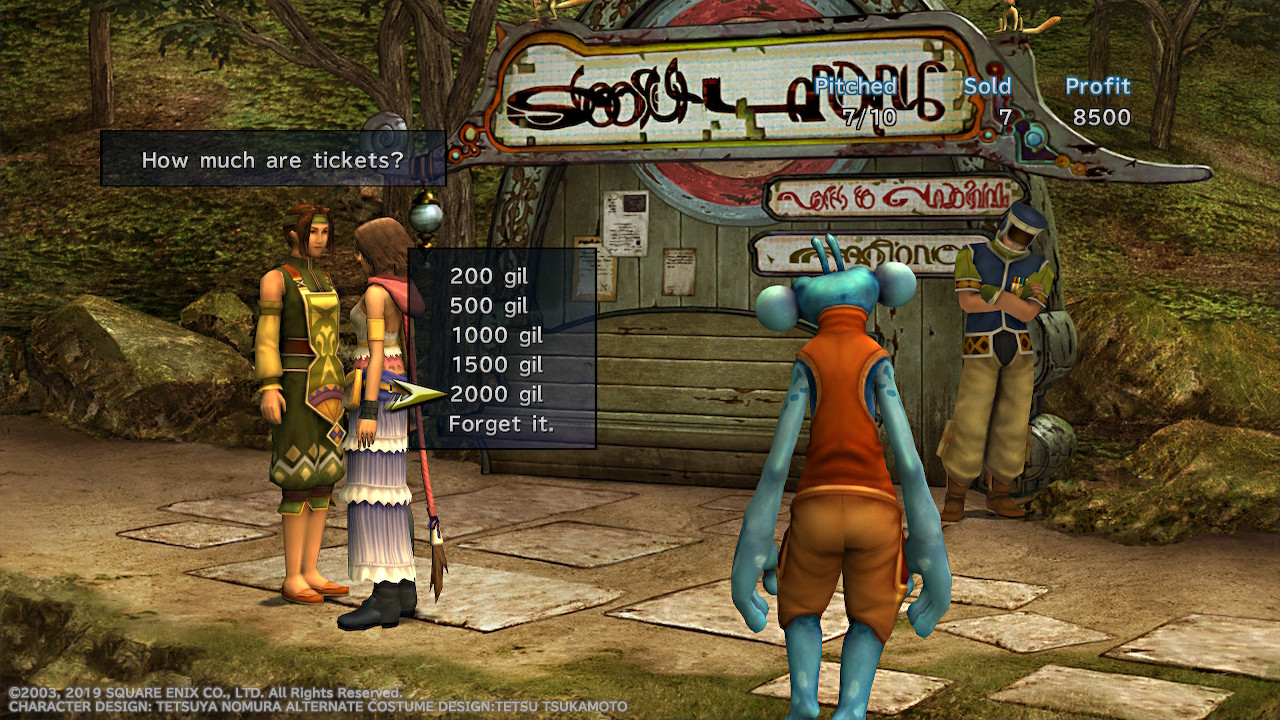 Pitched Sold Profit
7/10 7 8500
How much are tickets?
200 gil
500 gil
1000 gil
1500 gil
2000 gil
Forget it.
©2003, 2019 SQUARE ENIX CO., LTD. All Rights Reserved.
CHARACTER DESIGN: TETSUYA NOMURA ALTERNATE COSTUME DESIGN:TETSU TSUKAMOTO